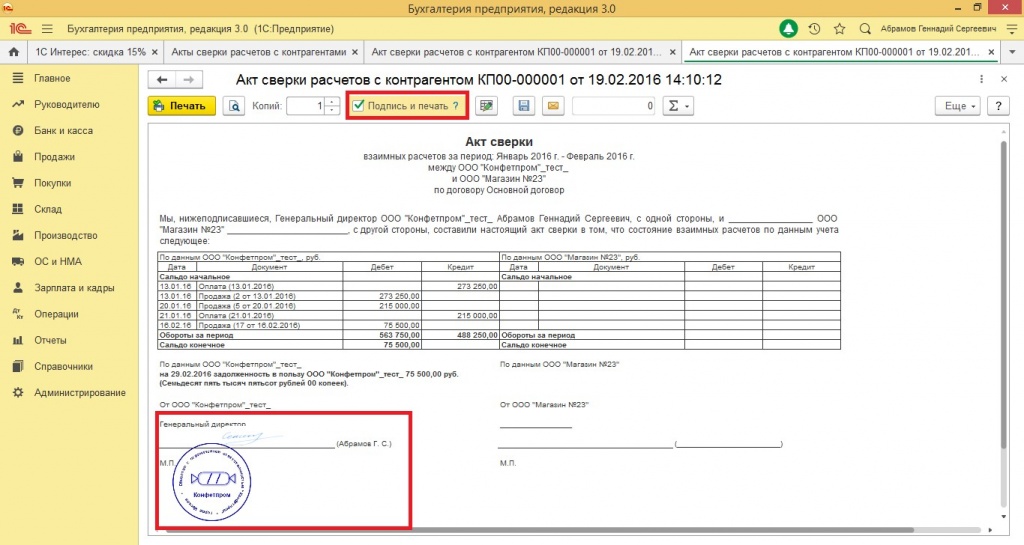 Бухгалтерия предприятия, редакция 3.0
1С Бухгалтерия предприятия, редакция 3.0 (1С:Предприятие) Абрамов Геннадий Сергеевич
1С Интерес: скидка 15% × Акты сверки расчетов с контрагентами × Акт сверки расчетов с контрагентом КП00-000001 от 19.02.201... × Акт сверки расчетов с контрагентом КП00-000001 от 19.02.201... ×
Главное
Руководителю
Банк и касса
Продажи
Покупки
Склад
Производство
ОС и НМА
Зарплата и кадры
Дт Кт Операции
Отчеты
Справочники
Администрирование
Акт сверки расчетов с контрагентом КП00-000001 от 19.02.2016 14:10:12
Печать Копий: 1 Подпись и печать ? 0 Σ Еще ?
Акт сверки
взаимных расчетов за период: Январь 2016 г. - Февраль 2016 г.
между ООО "Конфетпром"_тест_
и ООО "Магазин №23"
по договору Основной договор
Мы, нижеподписавшиеся, Генеральный директор ООО "Конфетпром"_тест_ Абрамов Геннадий Сергеевич, с одной стороны, и ____________________ ООО
"Магазин №23" ____________________, с другой стороны, составили настоящий акт сверки в том, что состояние взаимных расчетов по данным учета
следующее:
По данным ООО "Конфетпром"_тест_, руб. По данным ООО "Магазин №23", руб.
Дата Документ Дебет Кредит Дата Документ Дебет Кредит
Сальдо начальное Сальдо начальное
13.01.16 Оплата (13.01.2016) 273 250,00
13.01.16 Продажа (2 от 13.01.2016) 273 250,00
20.01.16 Продажа (5 от 20.01.2016) 215 000,00
21.01.16 Оплата (21.01.2016) 215 000,00
16.02.16 Продажа (17 от 16.02.2016) 75 500,00
Обороты за период 563 750,00 488 250,00 Обороты за период
Сальдо конечное 75 500,00 Сальдо конечное
По данным ООО "Конфетпром"_тест_ По данным ООО "Магазин №23"
на 29.02.2016 задолженность в пользу ООО "Конфетпром"_тест_ 75 500,00 руб.
(Семьдесят пять тысяч пятьсот рублей 00 копеек).
От ООО "Конфетпром"_тест_ От ООО "Магазин №23"
Генеральный директор
(Абрамов Г. С.) (____________________)
М.П. М.П.
Конфетпром